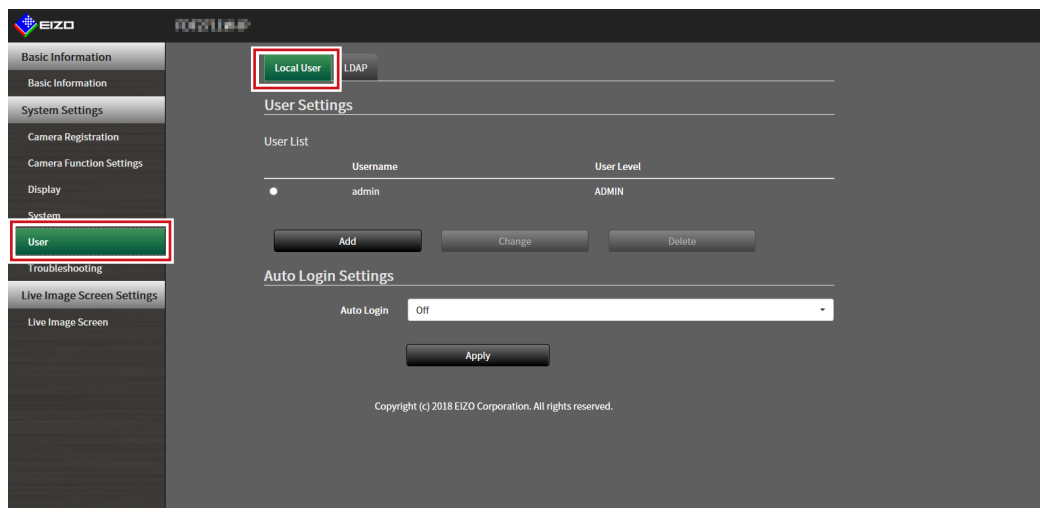 EIZO
Basic Information
Basic Information
System Settings
Camera Registration
Camera Function Settings
Display
System
User
Troubleshooting
Live Image Screen Settings
Live Image Screen
Local User LDAP
User Settings
User List
Username User Level
admin ADMIN
Add Change Delete
Auto Login Settings
Auto Login Off
Apply
Copyright (c) 2018 EIZO Corporation. All rights reserved.